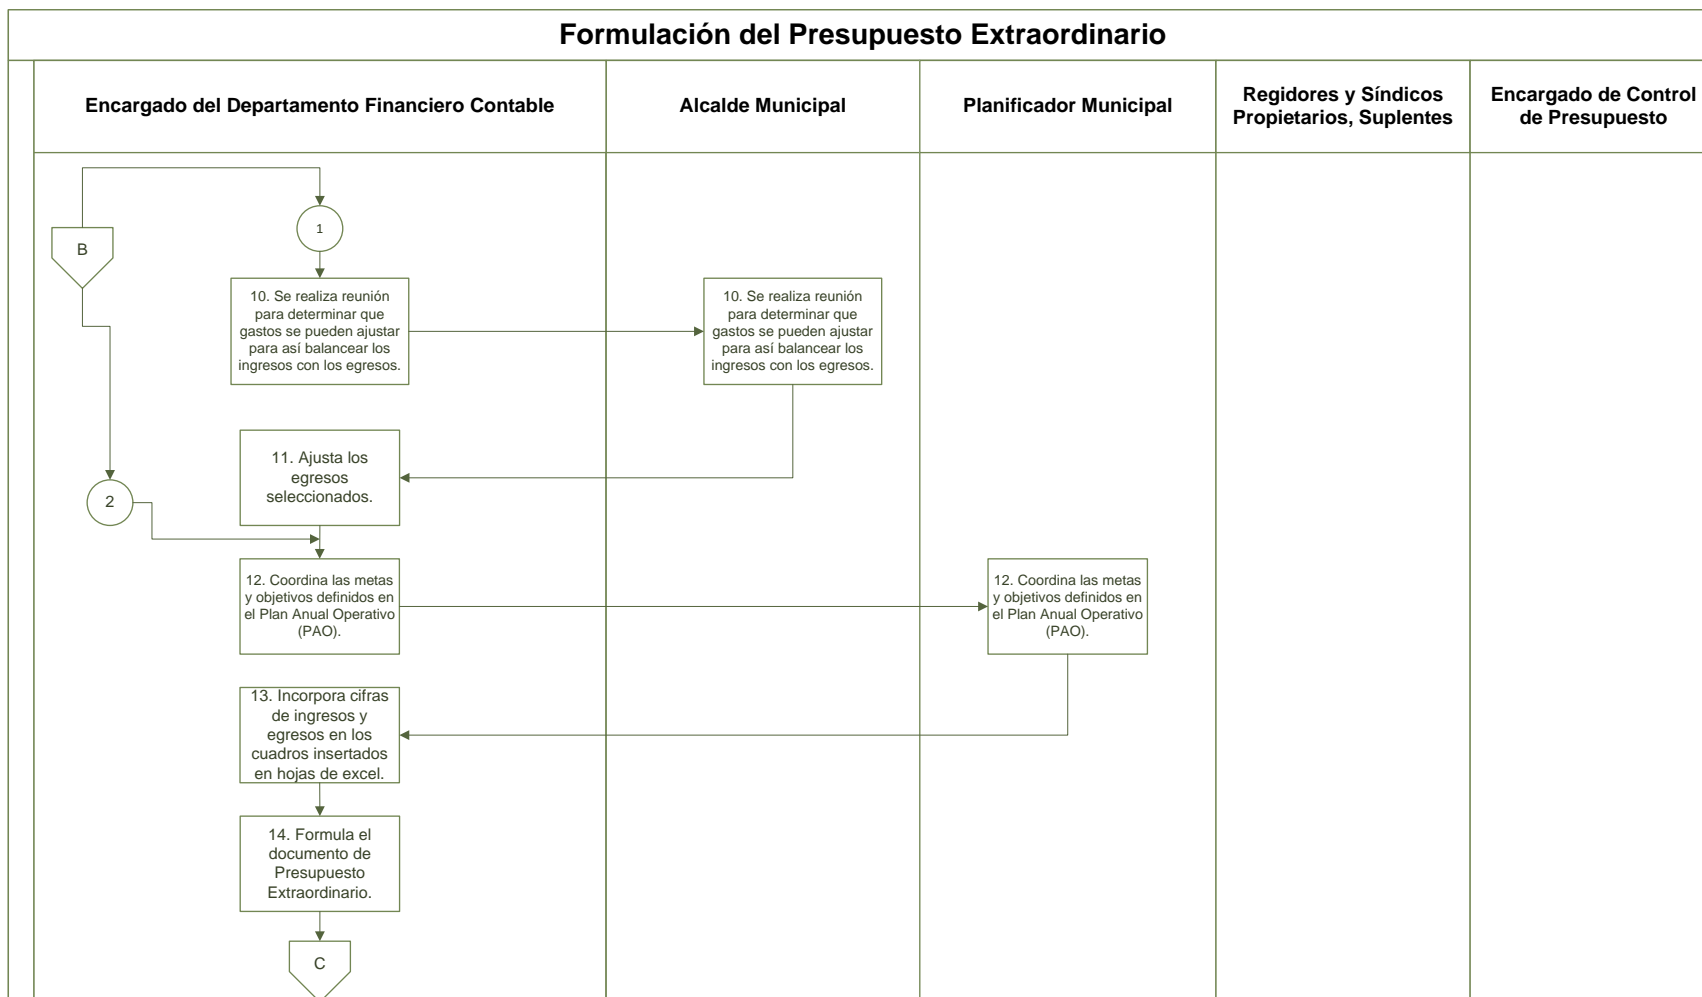 Formulación del Presupuesto Extraordinario
Encargado del Departamento Financiero Contable
Alcalde Municipal
Planificador Municipal
Regidores y Síndicos
Propietarios, Suplentes
Encargado de Control
de Presupuesto
B
1
10. Se realiza reunión
para determinar que
gastos se pueden ajustar
para así balancear los
ingresos con los egresos.
10. Se realiza reunión
para determinar que
gastos se pueden ajustar
para así balancear los
ingresos con los egresos.
11. Ajusta los
egresos
seleccionados.
2
12. Coordina las metas
y objetivos definidos en
el Plan Anual Operativo
(PAO).
12. Coordina las metas
y objetivos definidos en
el Plan Anual Operativo
(PAO).
13. Incorpora cifras
de ingresos y
egresos en los
cuadros insertados
en hojas de excel.
14. Formula el
documento de
Presupuesto
Extraordinario.
C